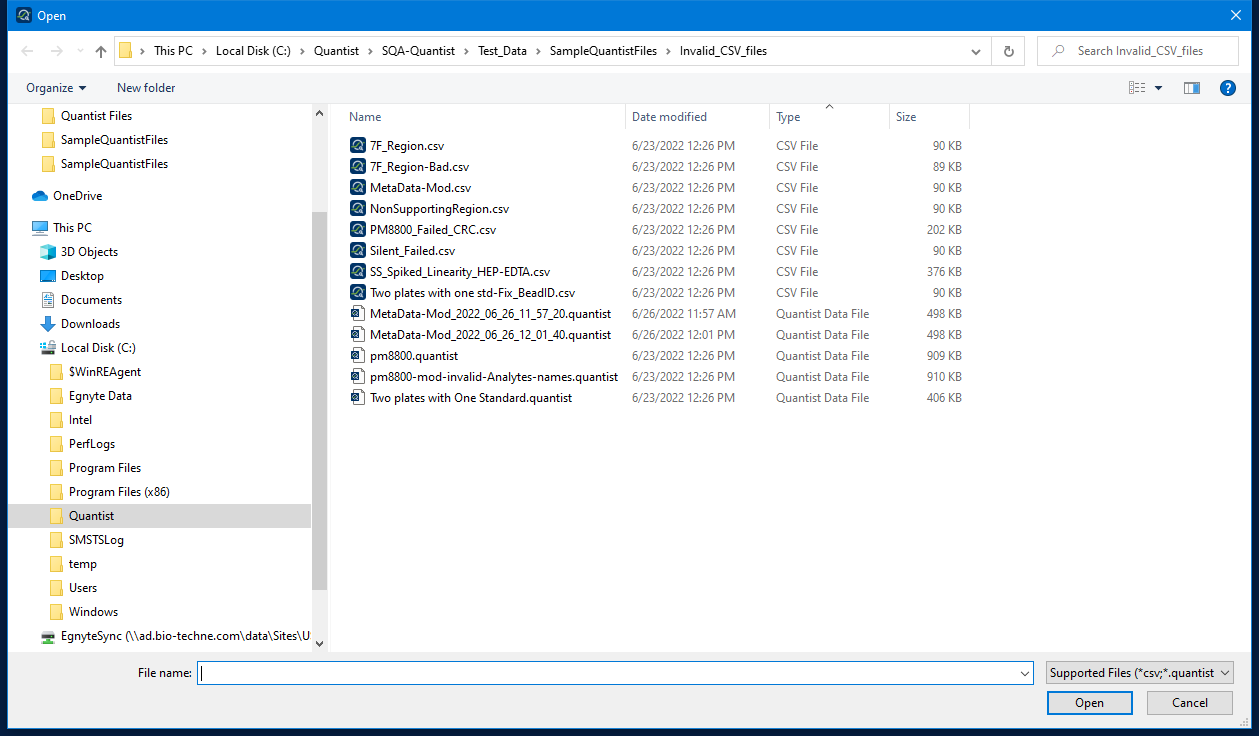 Open
This PC > Local Disk (C:) > Quantist > SQA-Quantist > Test_Data > SampleQuantistFiles > Invalid_CSV_files
Search Invalid_CSV_files
Organize
New folder
Quantist Files
SampleQuantistFiles
SampleQuantistFiles
OneDrive
This PC
3D Objects
Desktop
Documents
Downloads
Local Disk (C:)
$WinREAgent
Egnyte Data
Intel
PerfLogs
Program Files
Program Files (x86)
Quantist
SMSTSLog
temp
Users
Windows
EgnyteSync (\\ad.bio-techne.com\data\Sites\U
Name Date modified Type Size
7F_Region.csv 6/23/2022 12:26 PM CSV File 90 KB
7F_Region-Bad.csv 6/23/2022 12:26 PM CSV File 89 KB
MetaData-Mod.csv 6/23/2022 12:26 PM CSV File 90 KB
NonSupportingRegion.csv 6/23/2022 12:26 PM CSV File 90 KB
PM8800_Failed_CRC.csv 6/23/2022 12:26 PM CSV File 202 KB
Silent_Failed.csv 6/23/2022 12:26 PM CSV File 90 KB
SS_Spiked_Linearity_HEP-EDTA.csv 6/23/2022 12:26 PM CSV File 376 KB
Two plates with one std-Fix_BeadID.csv 6/23/2022 12:26 PM CSV File 90 KB
MetaData-Mod_2022_06_26_11_57_20.quantist 6/26/2022 11:57 AM Quantist Data File 498 KB
MetaData-Mod_2022_06_26_12_01_40.quantist 6/26/2022 12:01 PM Quantist Data File 498 KB
pm8800.quantist 6/23/2022 12:26 PM Quantist Data File 909 KB
pm8800-mod-invalid-Analytes-names.quantist 6/23/2022 12:26 PM Quantist Data File 910 KB
Two plates with One Standard.quantist 6/23/2022 12:26 PM Quantist Data File 406 KB
File name:
Supported Files (*csv;*.quantist
Open
Cancel